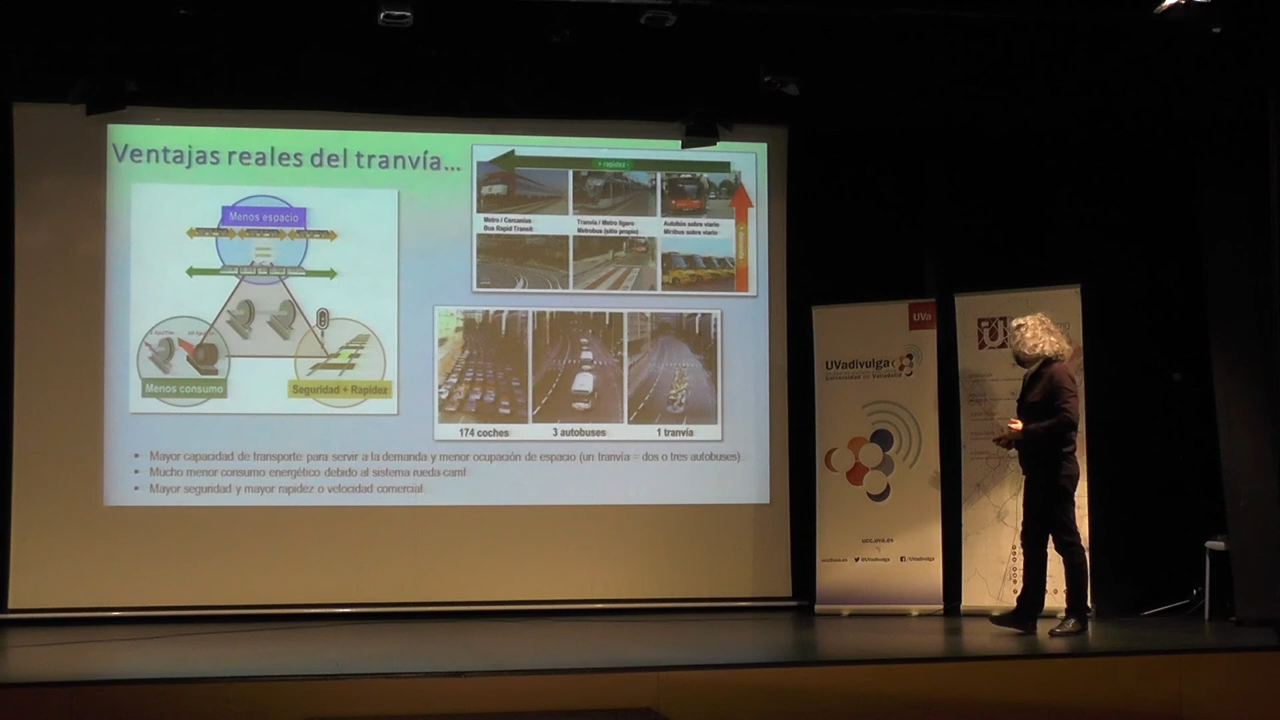 Ventajas reales del tranvía...
Menos espacio
Menos consumo
Seguridad + Rapidez
+ rapidez -
Metro / Cercanías
Bus Rapid Transit
Tranvía / Metro ligero
Metrobus (sitio propio)
Autobús sobre viario
Minibus sobre viario
174 coches
3 autobuses
1 tranvía
• Mayor capacidad de transporte para servir a la demanda y menor ocupación de espacio (un tranvía = dos o tres autobuses)
• Mucho menor consumo energético debido al sistema rueda-carril
• Mayor seguridad y mayor rapidez o velocidad comercial
UVa
UVadivulga
Universidad de Valladolid
ucc.uva.es
@UVadivulga
/UVadivulga